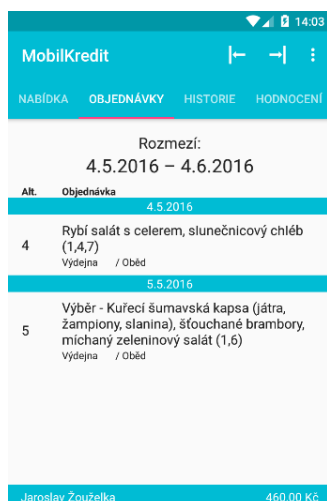 14:03
MobilKredit
NABÍDKA OBJEDNÁVKY HISTORIE HODNOCENÍ
Rozmezí:
4.5.2016 – 4.6.2016
Alt. Objednávka
4.5.2016
4 Rybí salát s celerem, slunečnicový chléb
(1,4,7)
Výdejna / Oběd
5.5.2016
5 Výběr - Kuřecí šumavská kapsa (játra,
žampiony, slanina), šťouchané brambory,
míchaný zeleninový salát (1,6)
Výdejna / Oběd
Jaroslav Žouželka 460,00 Kč